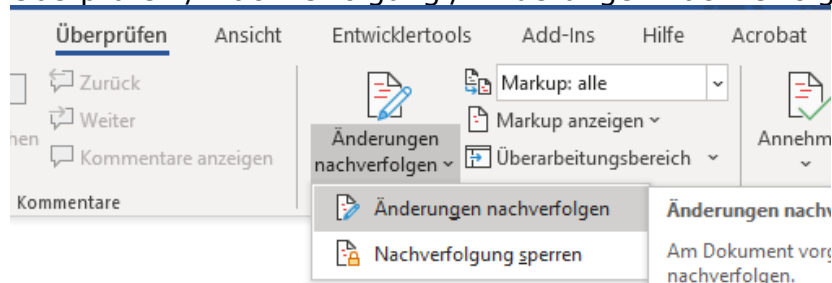 Überprüfen Ansicht Entwicklertools Add-Ins Hilfe Acrobat
Zurück
Weiter
Kommentare anzeigen
Kommentare
Änderungen
nachverfolgen
Markup: alle
Markup anzeigen
Überarbeitungsbereich
Annehm
Änderungen nachverfolgen
Nachverfolgung sperren
Änderungen nachv
Am Dokument vorg
nachverfolgen.